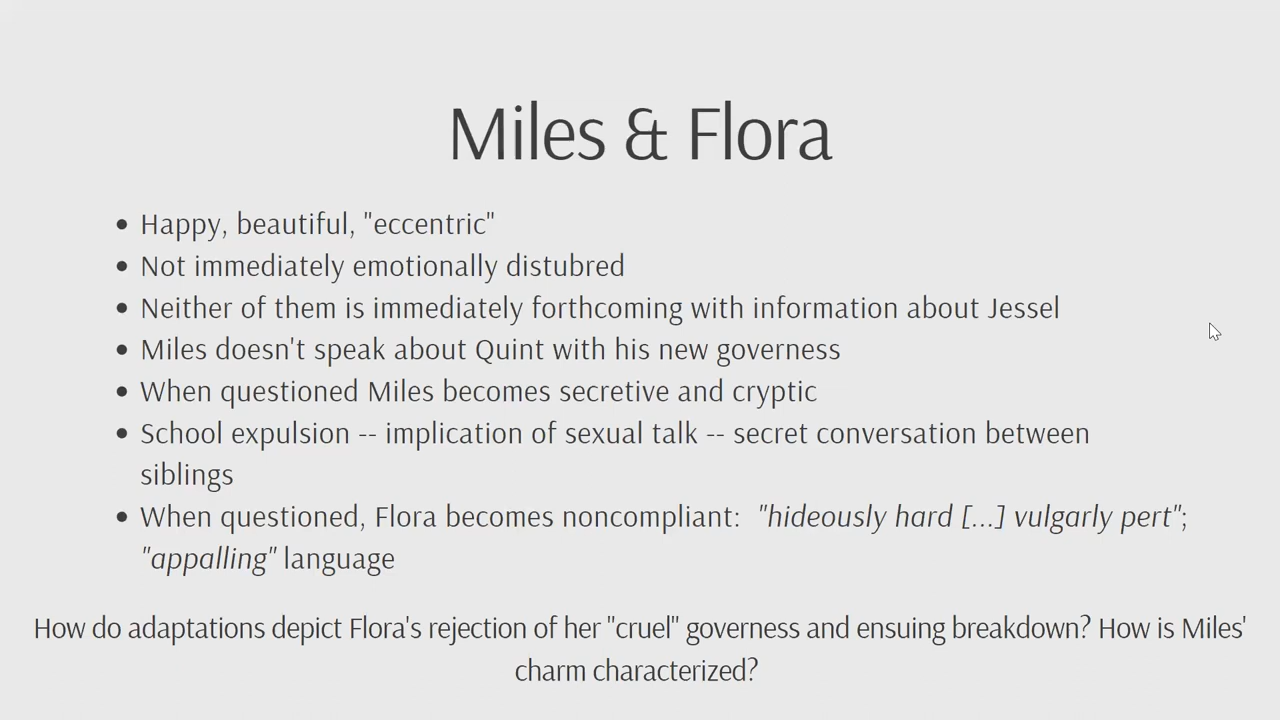 Miles & Flora
• Happy, beautiful, "eccentric"
• Not immediately emotionally distubred
• Neither of them is immediately forthcoming with information about Jessel
• Miles doesn't speak about Quint with his new governess
• When questioned Miles becomes secretive and cryptic
• School expulsion -- implication of sexual talk -- secret conversation between
siblings
• When questioned, Flora becomes noncompliant: "hideously hard [...] vulgarly pert";
"appalling" language
How do adaptations depict Flora's rejection of her "cruel" governess and ensuing breakdown? How is Miles'
charm characterized?